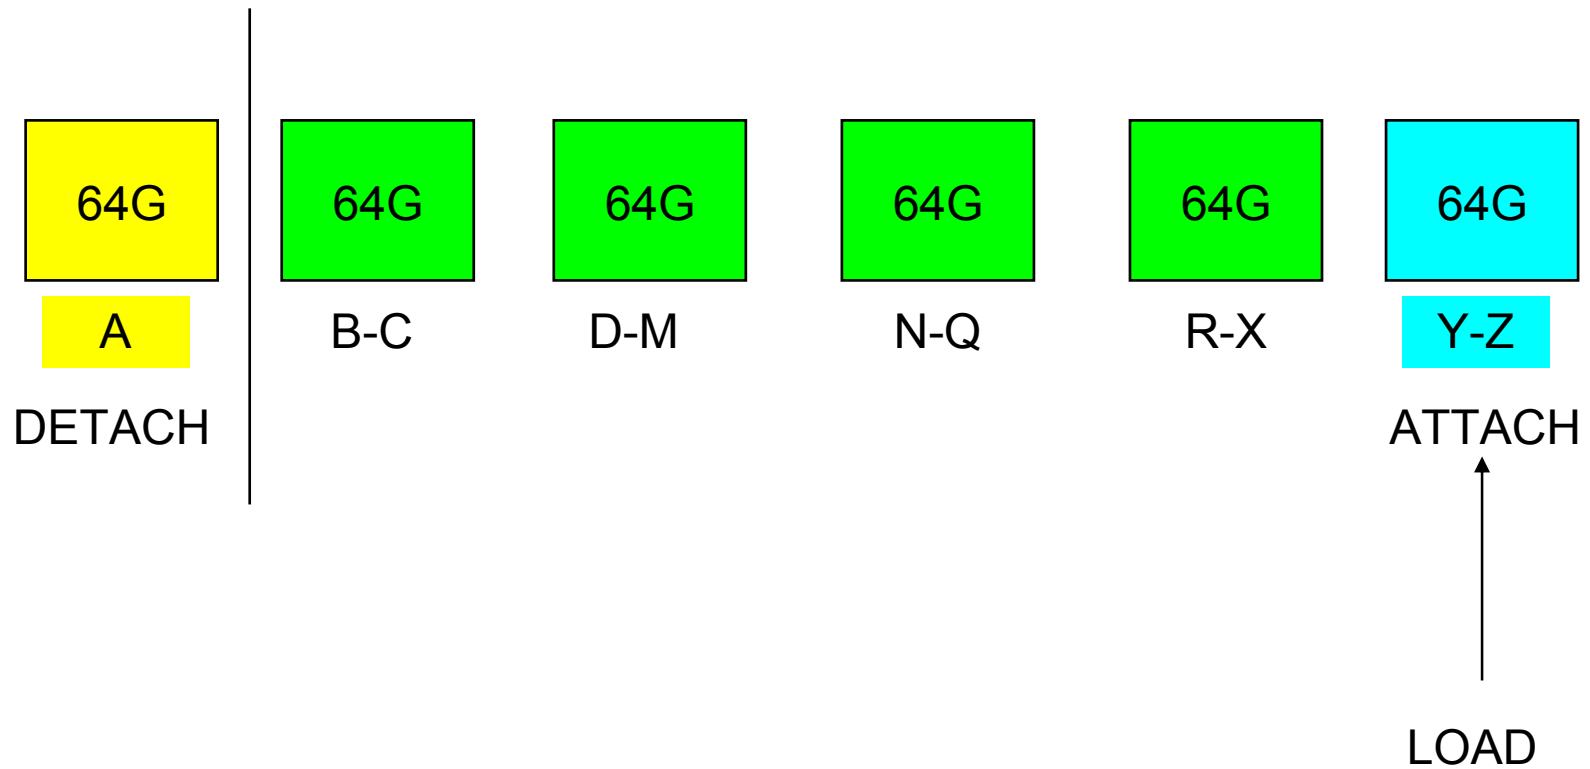 64G 64G 64G 64G 64G 64G
A B-C D-M N-Q R-X Y-Z
DETACH ATTACH
LOAD